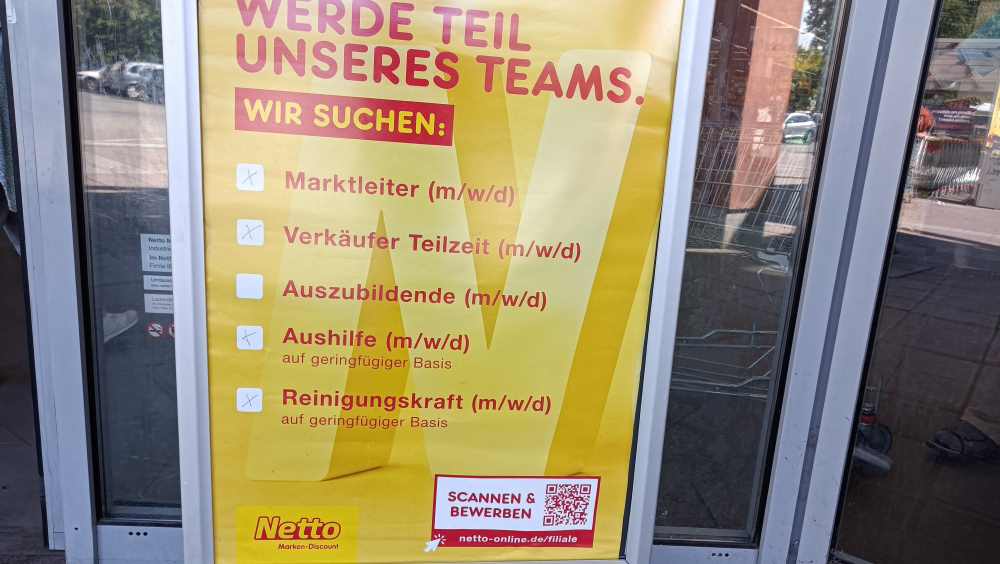 WERDE TEIL
UNSERES TEAMS.
WIR SUCHEN:
Marktleiter (m/w/d)
Verkäufer Teilzeit (m/w/d)
Auszubildende (m/w/d)
Aushilfe (m/w/d)
auf geringfügiger Basis
Reinigungskraft (m/w/d)
auf geringfügiger Basis
SCANNEN &
BEWERBEN
netto-online.de/filiale
Netto
Marken-Discount